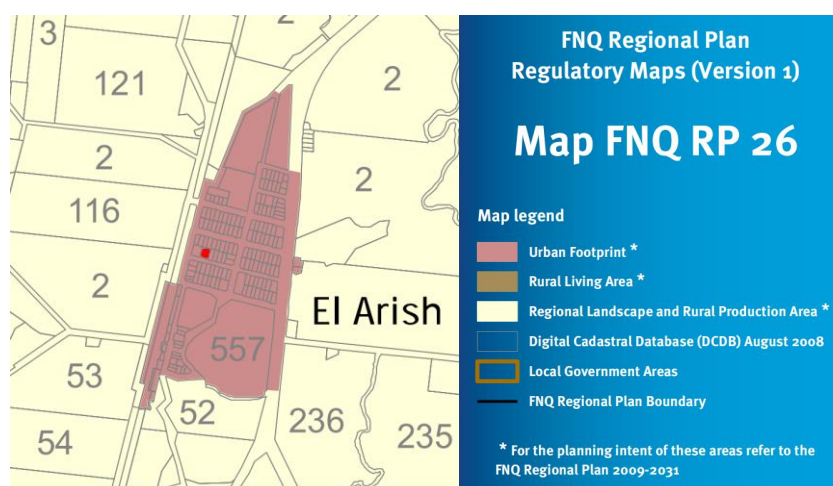 3
2
121
2
2
116
2
2
El Arish
557
53
52
236
235
54
FNQ Regional Plan
Regulatory Maps (Version 1)
Map FNQ RP 26
Map legend
Urban Footprint *
Rural Living Area *
Regional Landscape and Rural Production Area *
Digital Cadastral Database (DCDB) August 2008
Local Government Areas
FNQ Regional Plan Boundary
* For the planning intent of these areas refer to the
FNQ Regional Plan 2009-2031